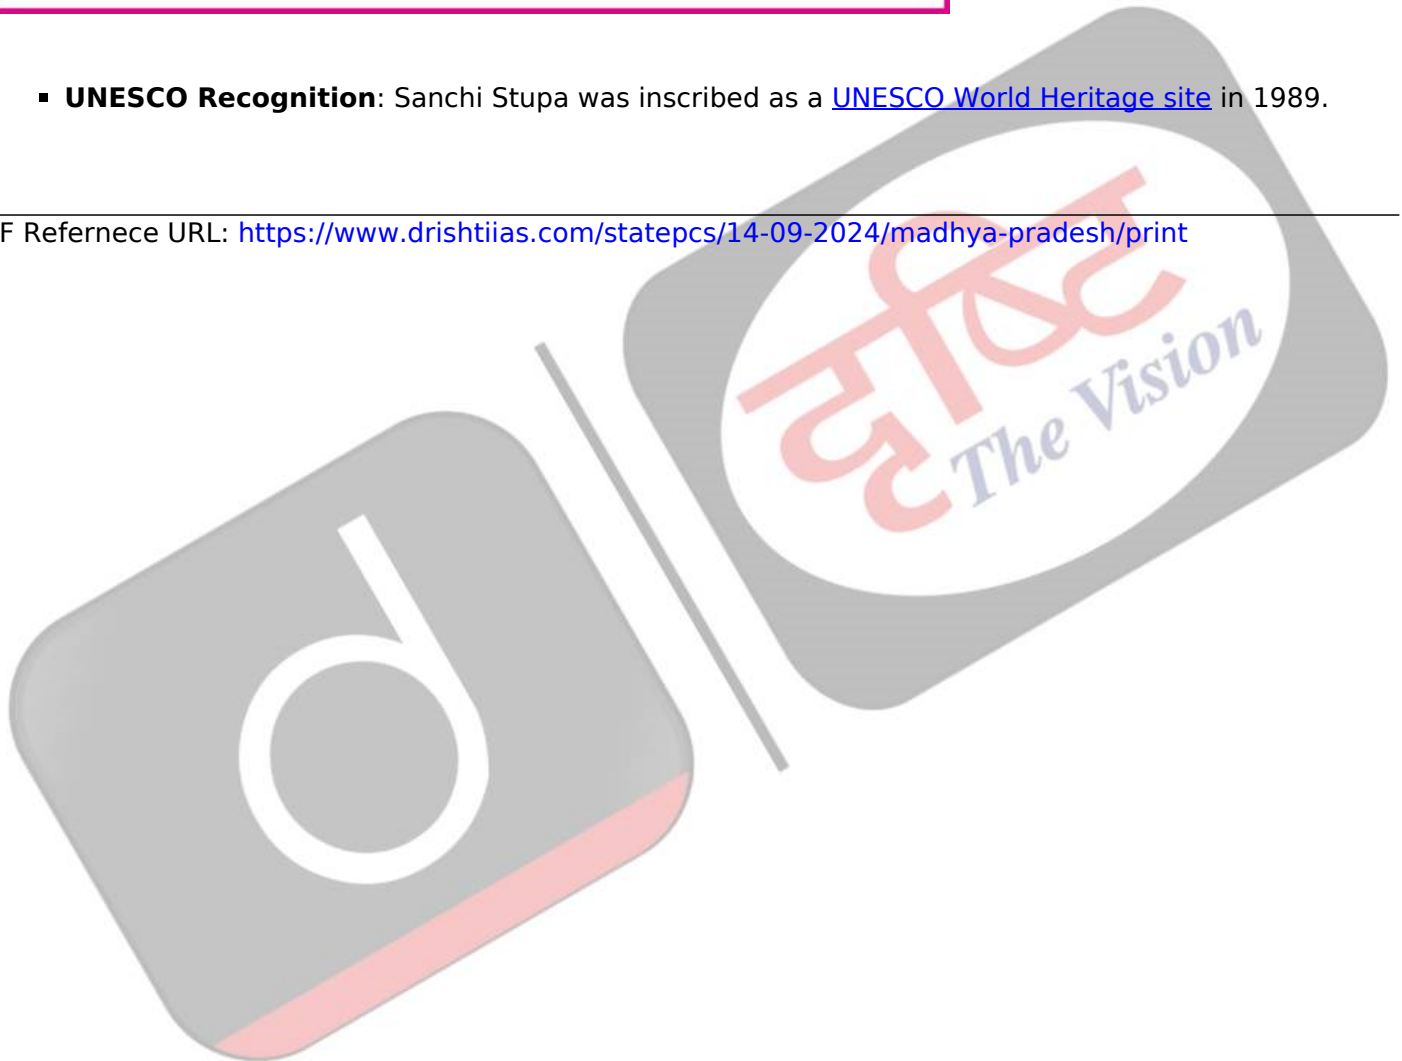 ▪ UNESCO Recognition: Sanchi Stupa was inscribed as a UNESCO World Heritage site in 1989.
F Refernece URL: https://www.drishtiias.com/statepcs/14-09-2024/madhya-pradesh/print
दृष्टि
The Vision
d